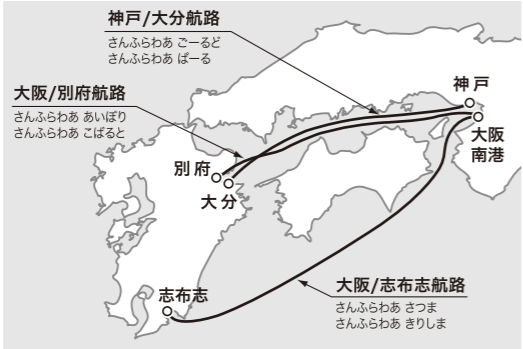 神戸/大分航路
さんふらわあ ごーるど
さんふらわあ ぱーる
大阪/別府航路
さんふらわあ あいぼり
さんふらわあ こばると
神戸
大阪
南港
別府
大分
志布志
大阪/志布志航路
さんふらわあ さつま
さんふらわあ きりしま